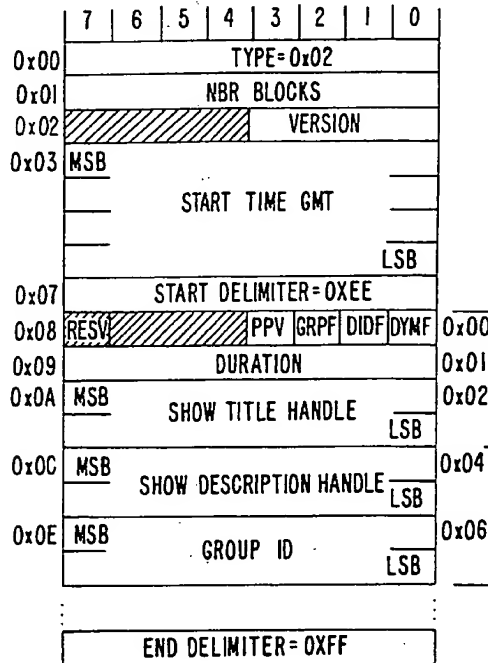 7 6 5 4 3 2 1 0
0x00 TYPE=0x02
0x01 NBR BLOCKS
0x02 VERSION
0x03 MSB
START TIME GMT
LSB
0x07 START DELIMITER=0XEE
0x08 RESV PPV GRPF DIDF DYMF 0x00
0x09 DURATION 0x01
0x0A MSB 0x02
SHOW TITLE HANDLE
LSB
0x0C MSB 0x04
SHOW DESCRIPTION HANDLE
LSB
0x0E MSB 0x06
GROUP ID
LSB
END DELIMITER=0XFF